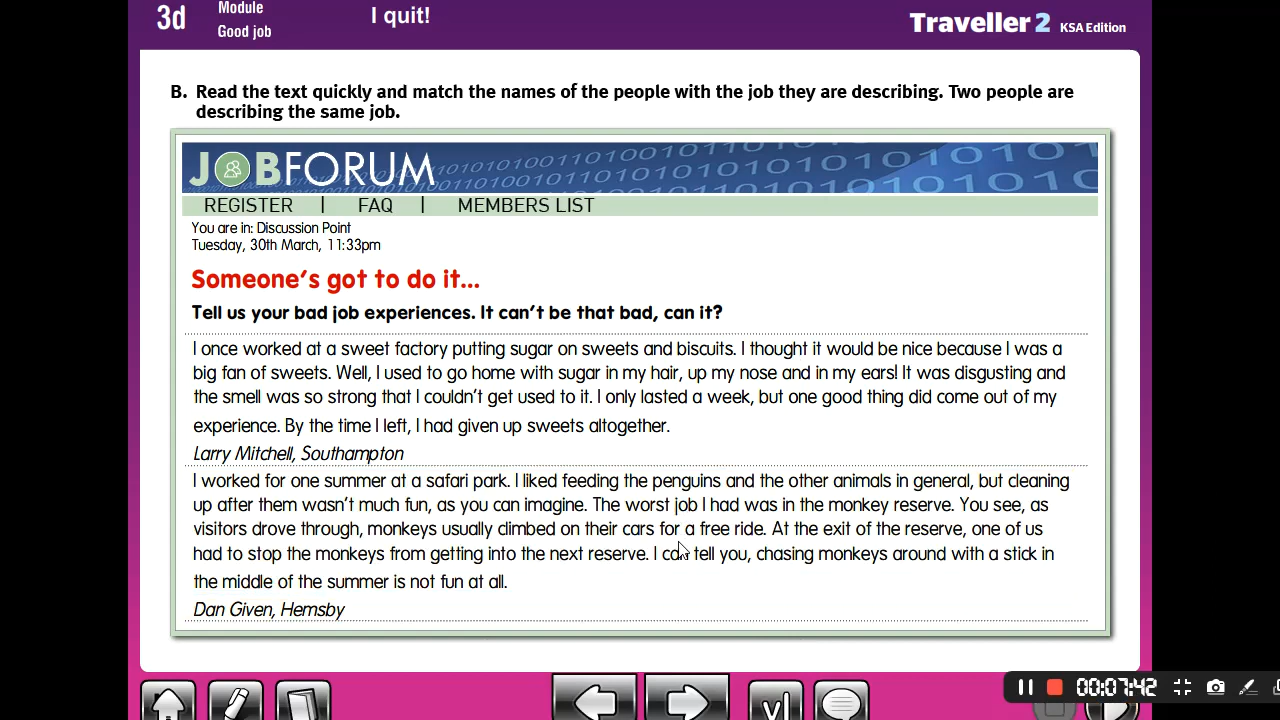 3d
Module
Good job
I quit!
Traveller 2 KSA Edition
B. Read the text quickly and match the names of the people with the job they are describing. Two people are
describing the same job.
JOBFORUM
REGISTER | FAQ | MEMBERS LIST
You are in: Discussion Point
Tuesday, 30th March, 11:33pm
Someone's got to do it...
Tell us your bad job experiences. It can't be that bad, can it?
I once worked at a sweet factory putting sugar on sweets and biscuits. I thought it would be nice because I was a
big fan of sweets. Well, I used to go home with sugar in my hair, up my nose and in my ears! It was disgusting and
the smell was so strong that I couldn't get used to it. I only lasted a week, but one good thing did come out of my
experience. By the time I left, I had given up sweets altogether.
Larry Mitchell, Southampton
I worked for one summer at a safari park. I liked feeding the penguins and the other animals in general, but cleaning
up after them wasn't much fun, as you can imagine. The worst job I had was in the monkey reserve. You see, as
visitors drove through, monkeys usually climbed on their cars for a free ride. At the exit of the reserve, one of us
had to stop the monkeys from getting into the next reserve. I can tell you, chasing monkeys around with a stick in
the middle of the summer is not fun at all.
Dan Given, Hemsby
00:07:42